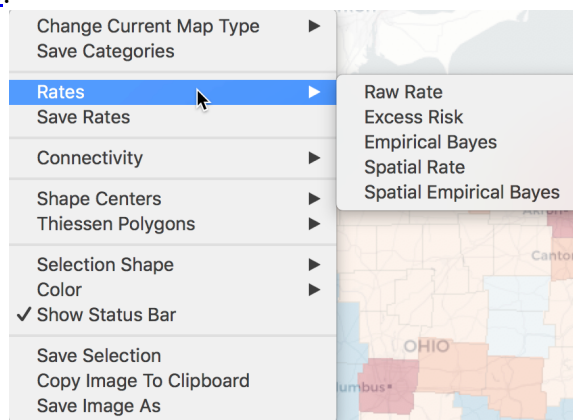 Change Current Map Type
Save Categories
Rates
Save Rates
Connectivity
Shape Centers
Thiessen Polygons
Selection Shape
Color
Show Status Bar
Save Selection
Copy Image To Clipboard
Save Image As
Raw Rate
Excess Risk
Empirical Bayes
Spatial Rate
Spatial Empirical Bayes
Canto
OHIO
lumbus